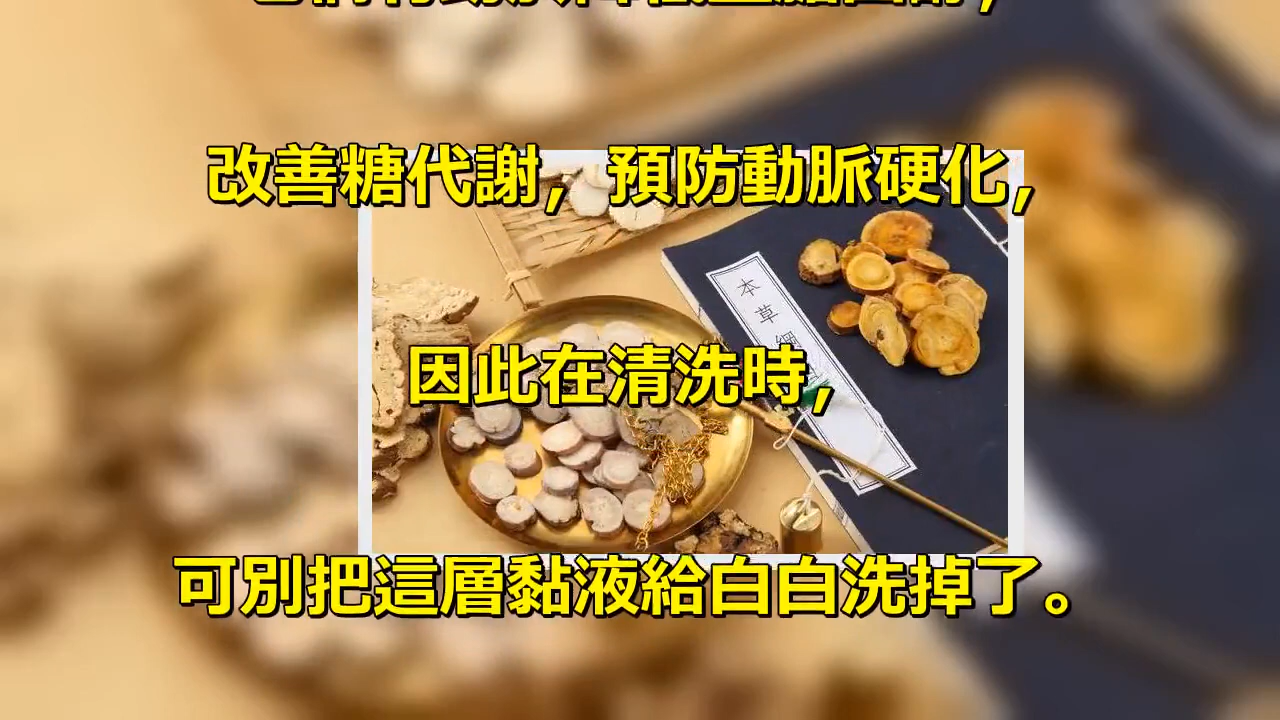 改善糖代謝，預防動脈硬化，
本草綱
因此在清洗時，
可別把這層黏液給白白洗掉了。